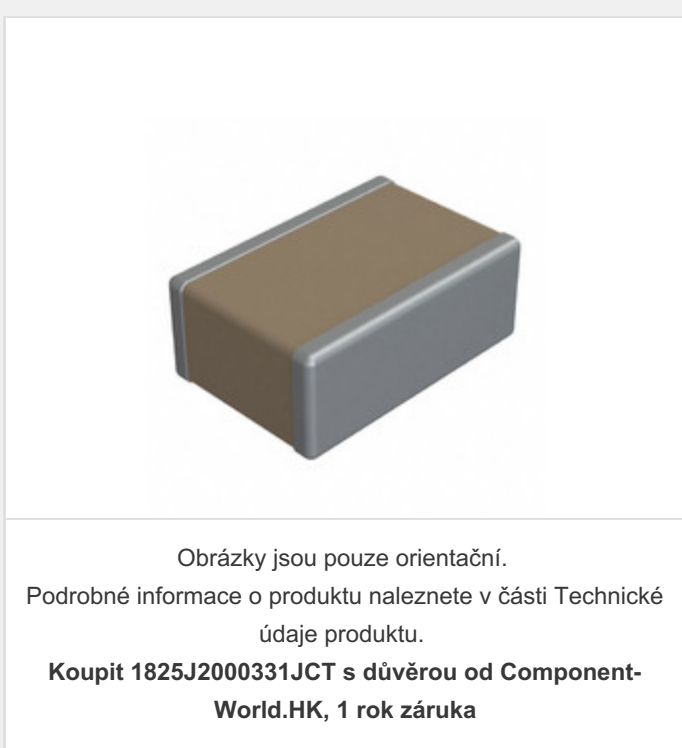 Obrázky jsou pouze orientační.
Podrobné informace o produktu naleznete v části Technické
údaje produktu.
Koupit 1825J2000331JCT s důvěrou od Component-
World.HK, 1 rok záruka